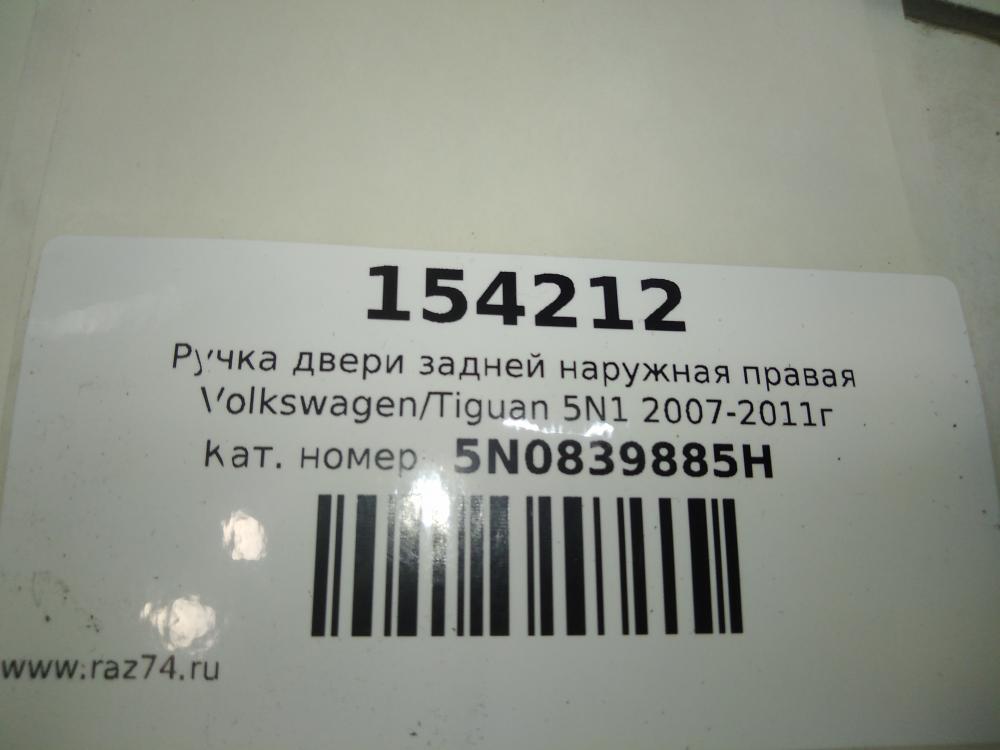 154212
Ручка двери задней наружная правая
Volkswagen/Tiguan 5N1 2007-2011г
Кат. номер 5N0839885H
www.raz74.ru